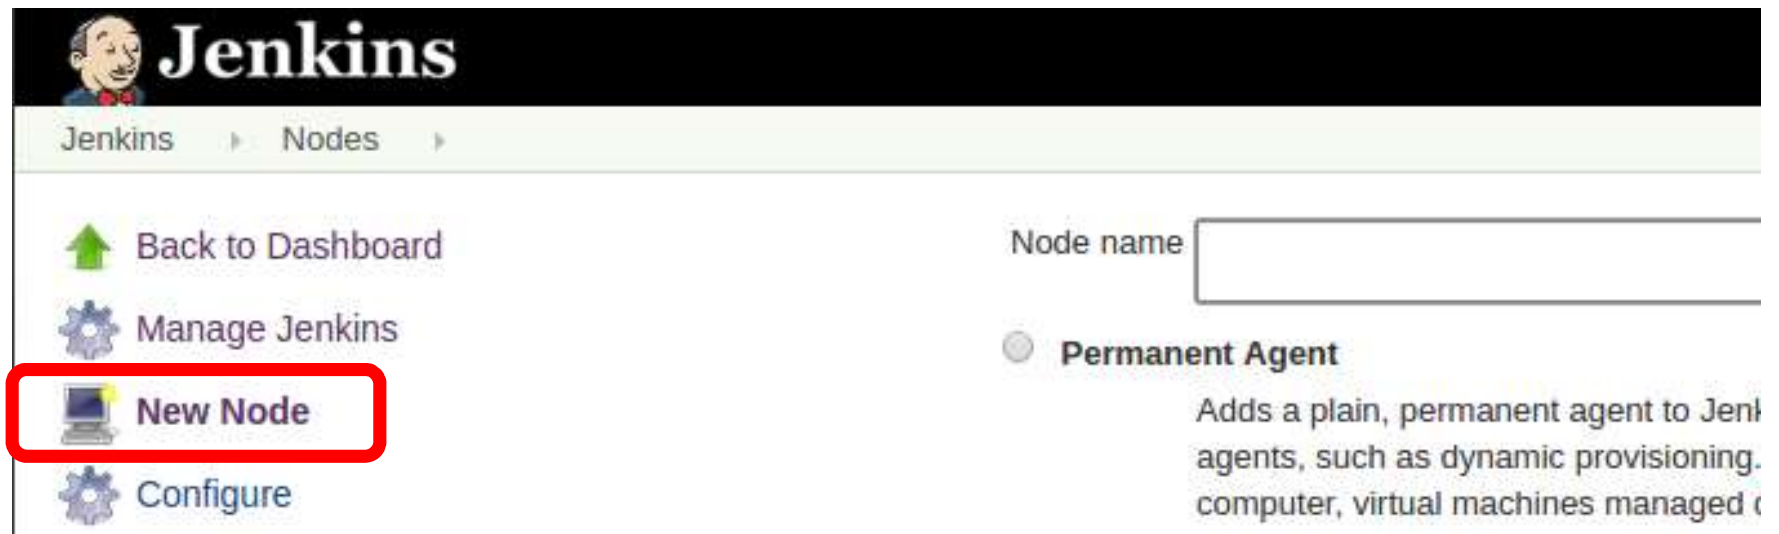 Jenkins
Jenkins Nodes
Back to Dashboard
Manage Jenkins
New Node
Configure
Node name
Permanent Agent
Adds a plain, permanent agent to
agents, such as dynamic provisioning.
computer, virtual machines managed